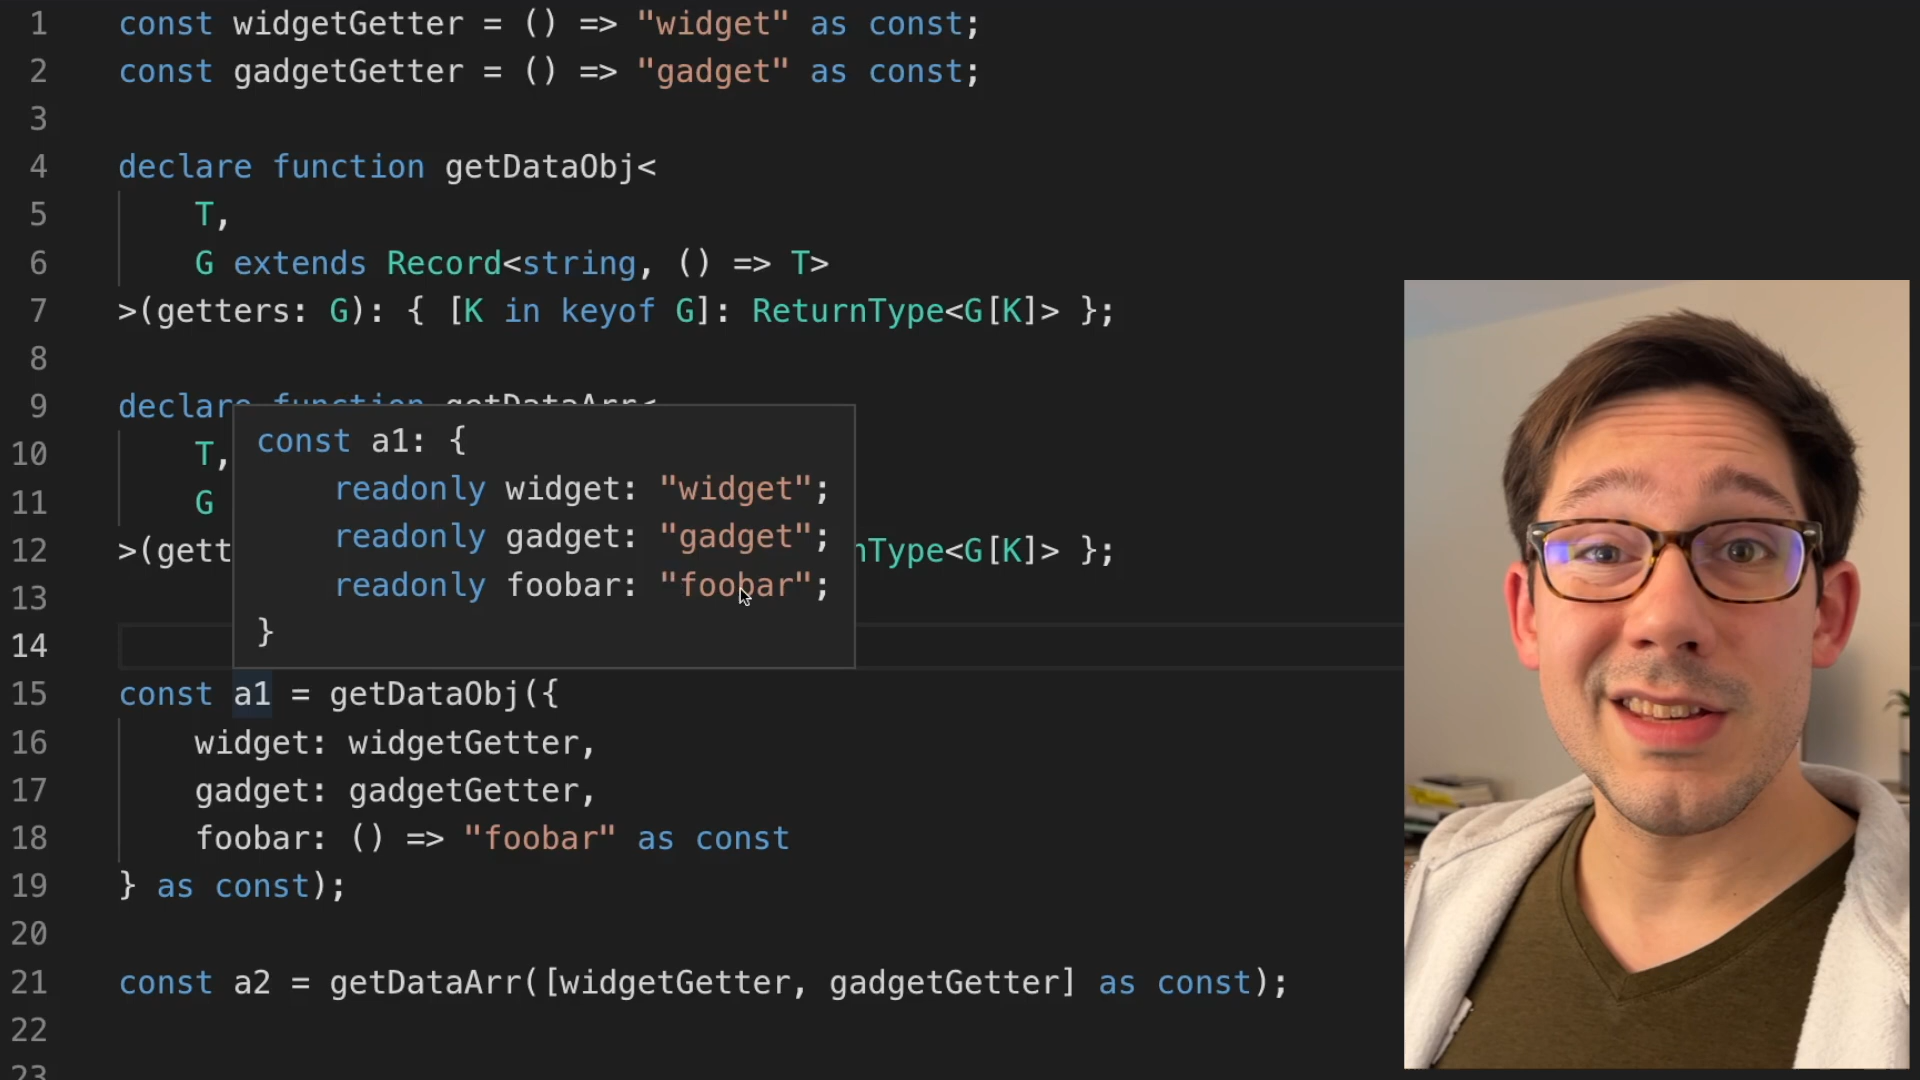 1 const widgetGetter = () => "widget" as const;
2 const gadgetGetter = () => "gadget" as const;
3
4 declare function getDataObj<
5 T,
6 G extends Record<string, () => T>
7 >(getters: G): { [K in keyof G]: ReturnType<G[K]> };
8
9 declare function getDataArr<
10 T,
11 G
12 >(gett nType<G[K]> };
const a1: {
readonly widget: "widget";
readonly gadget: "gadget";
readonly foobar: "foobar";
}
13
14
15 const a1 = getDataObj({
16 widget: widgetGetter,
17 gadget: gadgetGetter,
18 foobar: () => "foobar" as const
19 } as const);
20
21 const a2 = getDataArr([widgetGetter, gadgetGetter] as const);
22
23